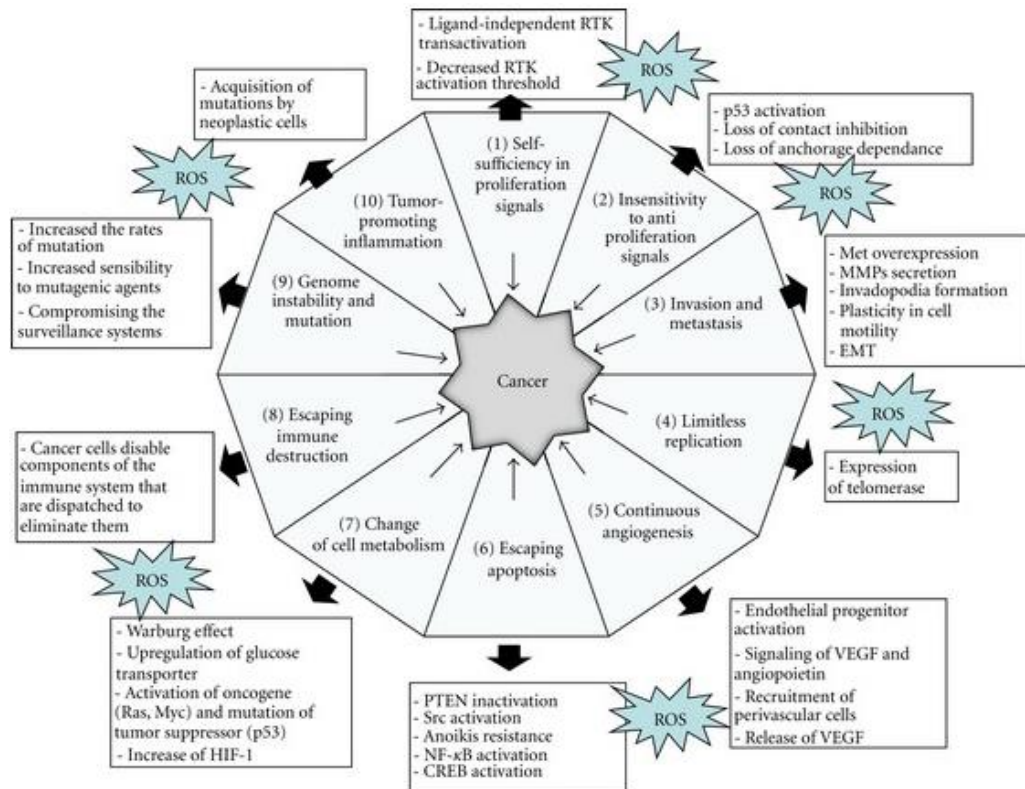 - Ligand-independent RTK
transactivation
- Decreased RTK
activation threshold
ROS
- p53 activation
- Loss of contact inhibition
- Loss of anchorage dependance
ROS
- Met overexpression
- MMPs secretion
- Invadopodia formation
- Plasticity in cell
motility
- EMT
ROS
- Expression
of telomerase
- Endothelial progenitor
activation
- Signaling of VEGF and
angiopoietin
- Recruitment of
perivascular cells
- Release of VEGF
ROS
- PTEN inactivation
- Src activation
- Anoikis resistance
- NF-κB activation
- CREB activation
- Warburg effect
- Upregulation of glucose
transporter
- Activation of oncogene
(Ras, Myc) and mutation of
tumor suppressor (p53)
- Increase of HIF-1
ROS
- Cancer cells disable
components of the
immune system that
are dispatched to
eliminate them
- Increased the rates
of mutation
- Increased sensibility
to mutagenic agents
- Compromising the
surveillance systems
ROS
- Acquisition of
mutations by
neoplastic cells
(1) Self-
sufficiency in
proliferation
signals
(2) Insensitivity
to anti
proliferation
signals
(3) Invasion and
metastasis
(4) Limitless
replication
(5) Continuous
angiogenesis
(6) Escaping
apoptosis
(7) Change
of cell metabolism
(8) Escaping
immune
destruction
(9) Genome
instability and
mutation
(10) Tumor-
promoting
inflammation
Cancer